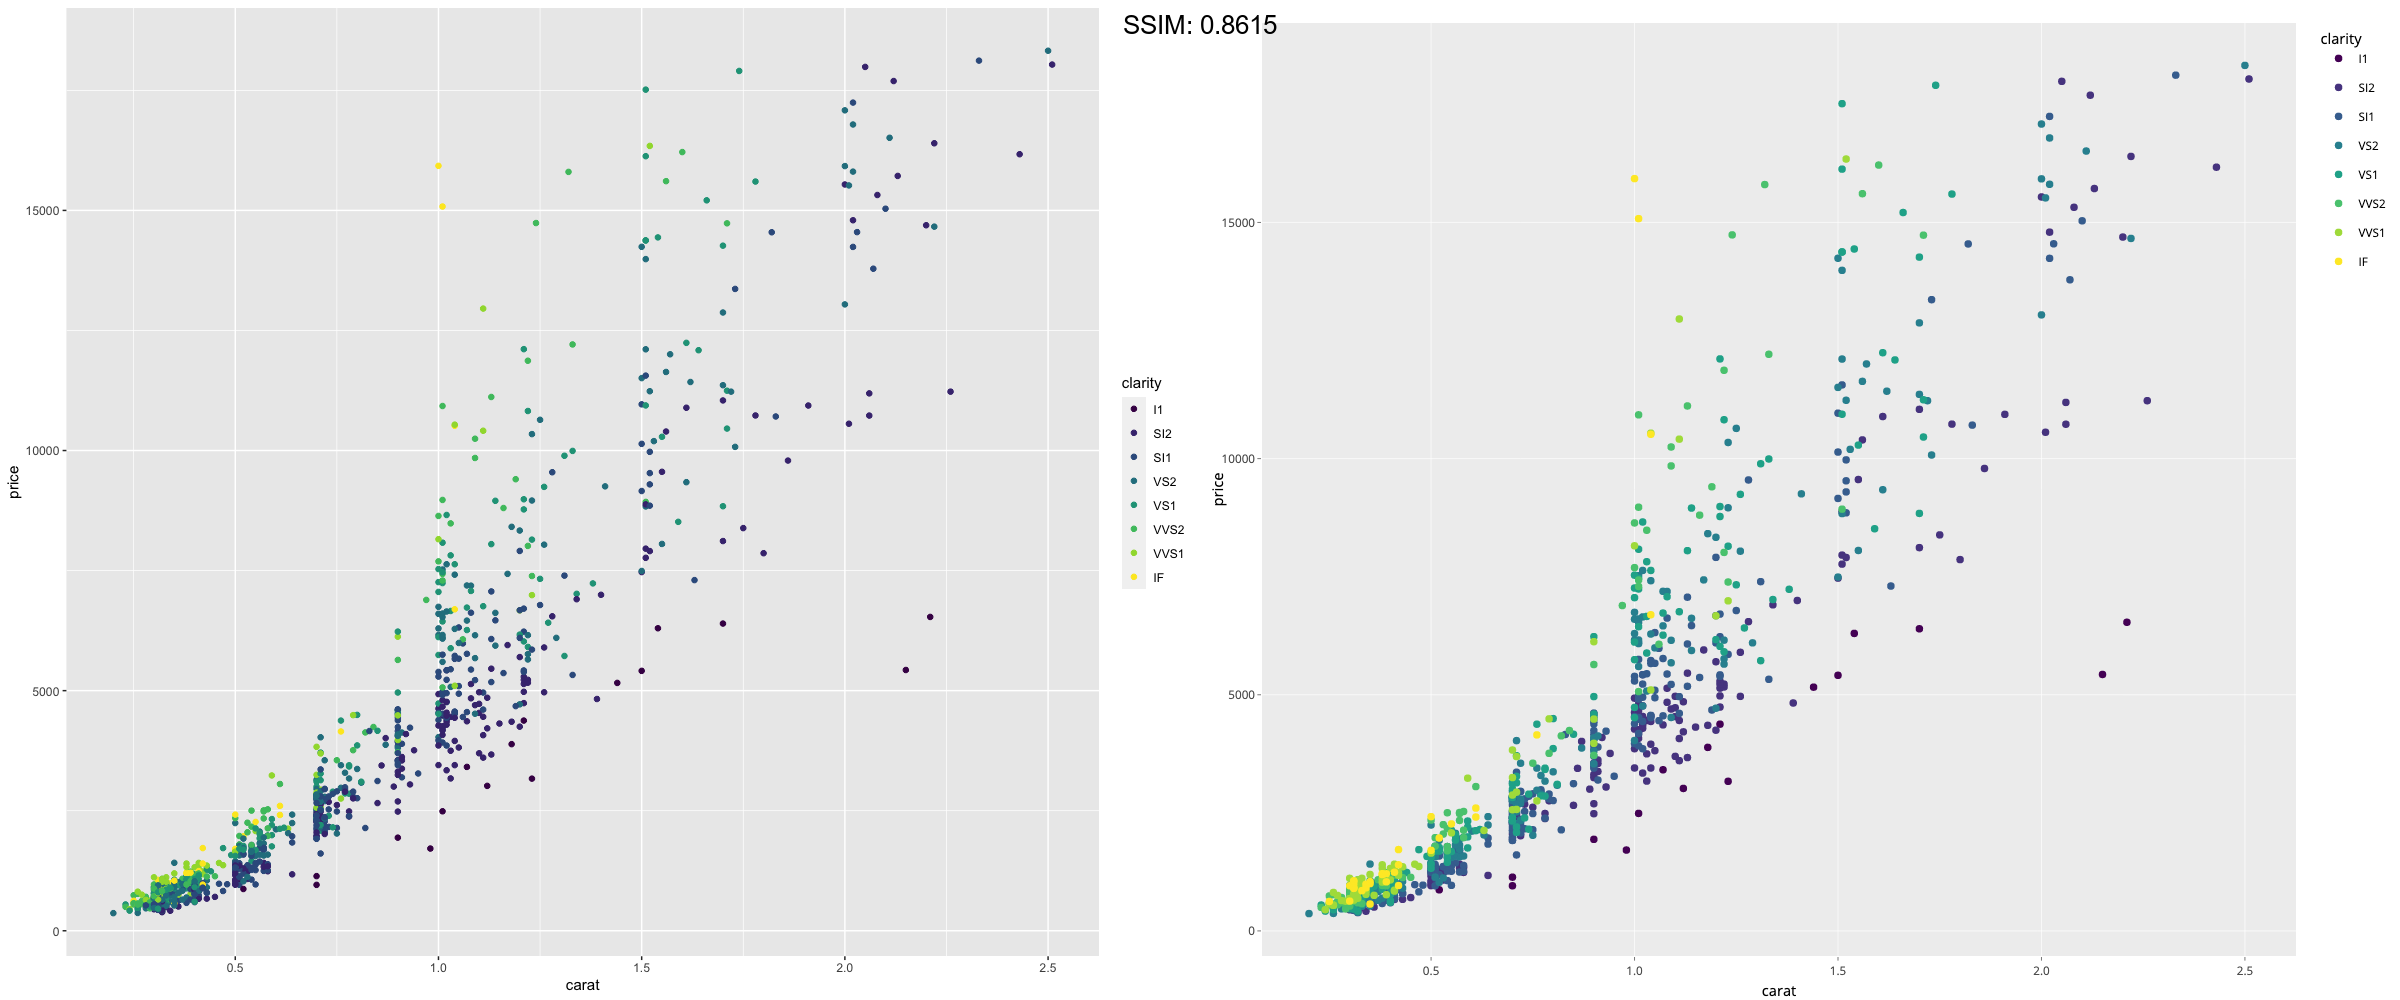 SSIM: 0.8615
price
15000
10000
5000
0
0.5
1.0
1.5
2.0
2.5
carat
clarity
I1
SI2
SI1
VS2
VS1
VVS2
VVS1
IF
price
15000
10000
5000
0
0.5
1.0
1.5
2.0
2.5
carat
clarity
I1
SI2
SI1
VS2
VS1
VVS2
VVS1
IF